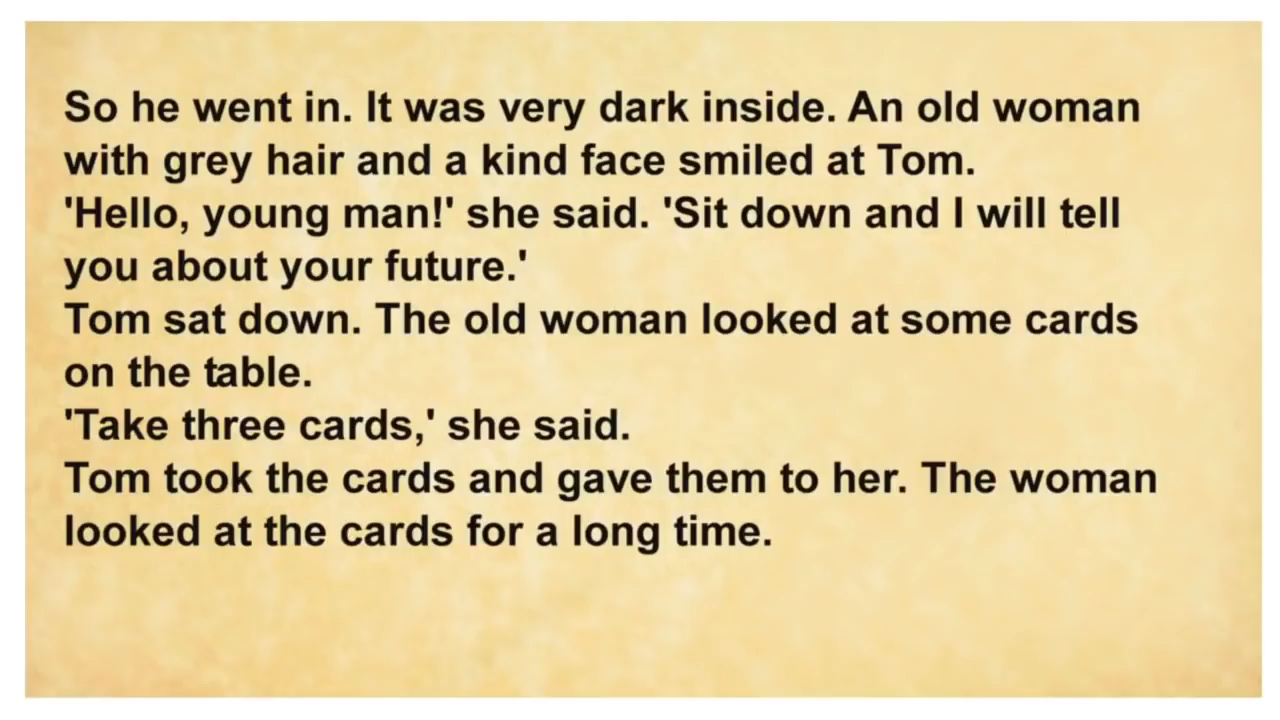 So he went in. It was very dark inside. An old woman
with grey hair and a kind face smiled at Tom.
'Hello, young man!' she said. 'Sit down and I will tell
you about your future.'
Tom sat down. The old woman looked at some cards
on the table.
'Take three cards,' she said.
Tom took the cards and gave them to her. The woman
looked at the cards for a long time.